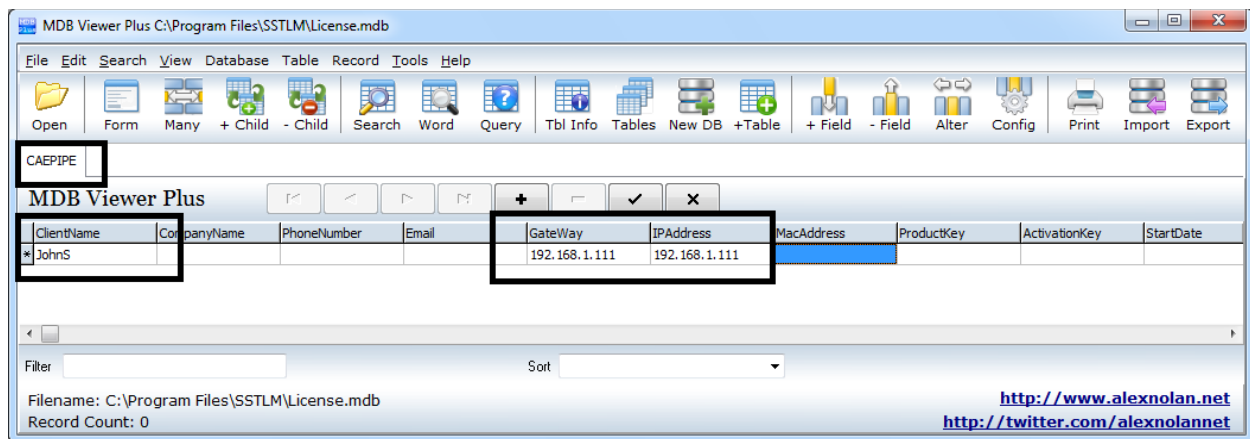 MDB Viewer Plus C:\Program Files\SSTLM\License.mdb
File Edit Search View Database Table Record Tools Help
Open Form Many + Child - Child Search Word Query Tbl Info Tables New DB +Table + Field - Field Alter Config Print Import Export
CAEPIPE
MDB Viewer Plus
ClientName CompanyName PhoneNumber Email GateWay IPAddress MacAddress ProductKey ActivationKey StartDate
* JohnS 192.168.1.111 192.168.1.111
Filter Sort
Filename: C:\Program Files\SSTLM\License.mdb http://www.alexnolan.net
Record Count: 0 http://twitter.com/alexnolannet